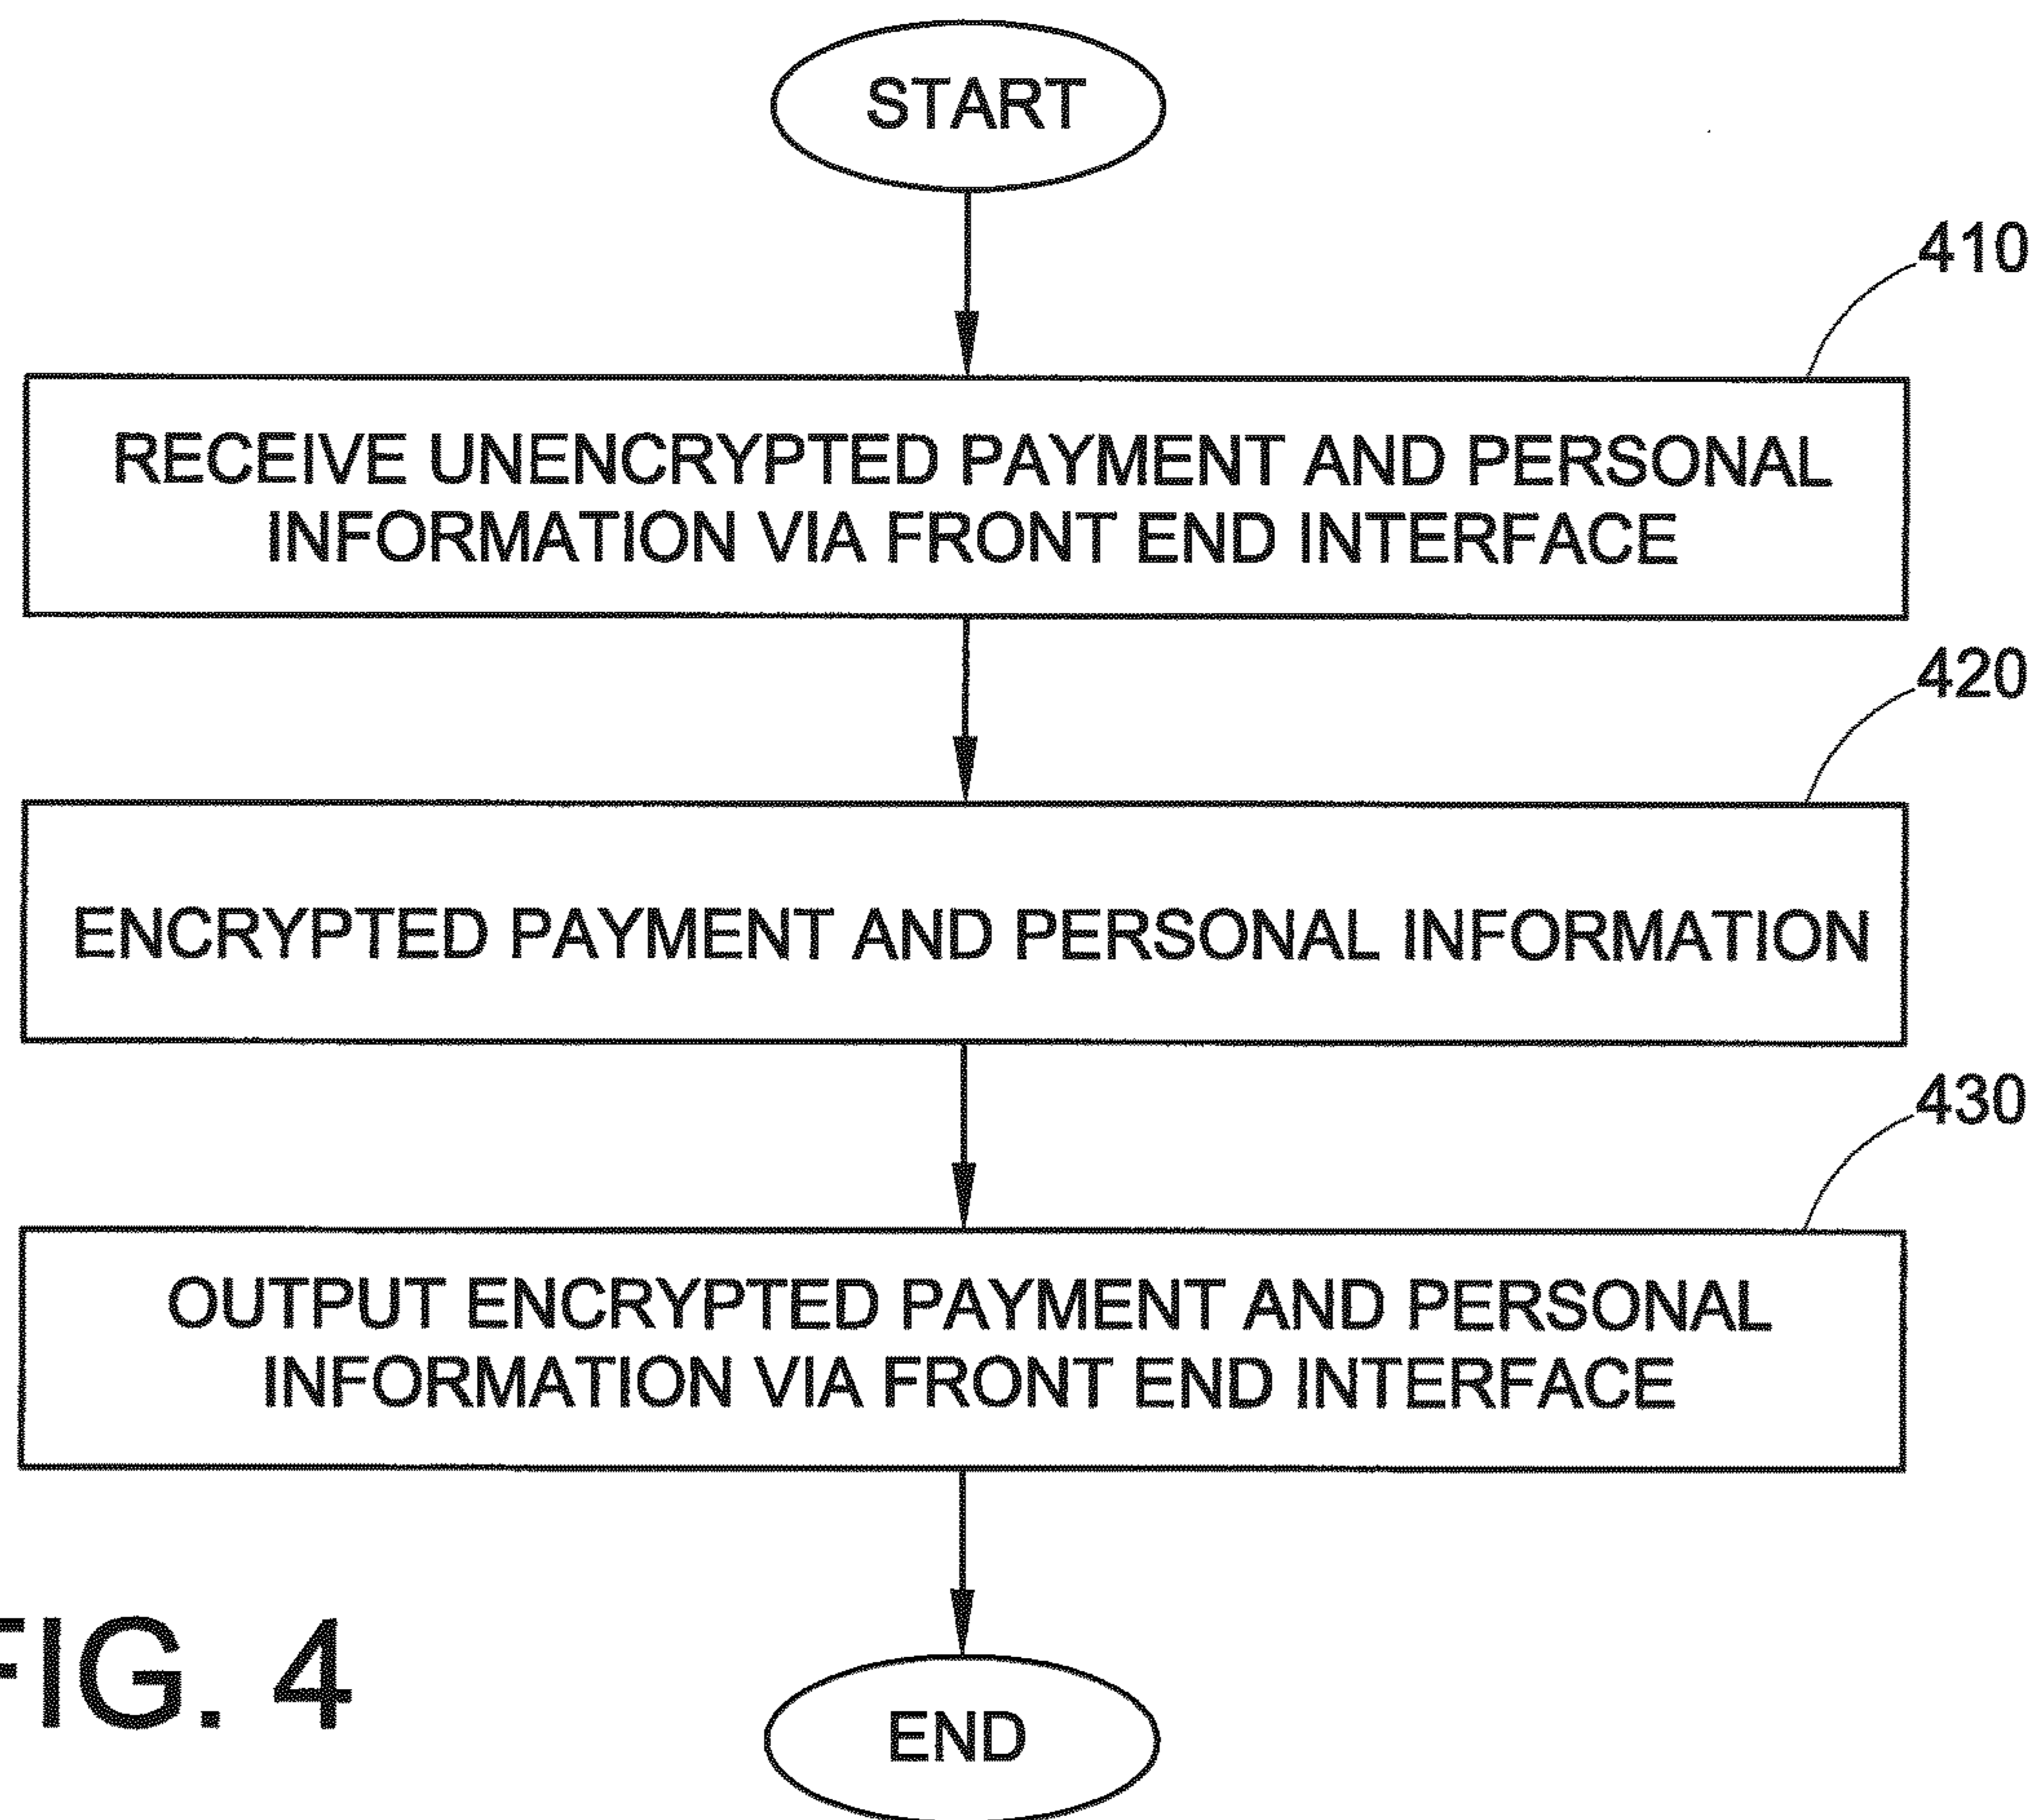 START
410
RECEIVE UNENCRYPTED PAYMENT AND PERSONAL
INFORMATION VIA FRONT END INTERFACE
420
ENCRYPTED PAYMENT AND PERSONAL INFORMATION
430
OUTPUT ENCRYPTED PAYMENT AND PERSONAL
INFORMATION VIA FRONT END INTERFACE
FIG. 4
END